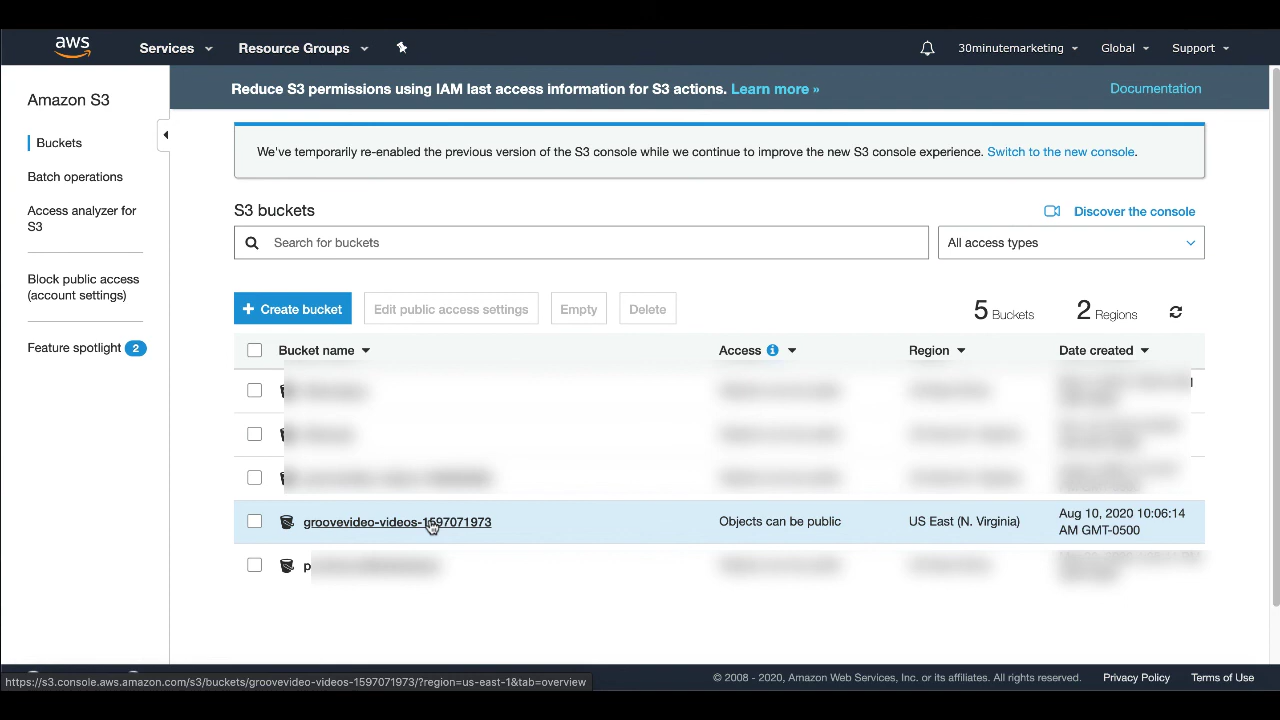 aws
Services
Resource Groups
30minutemarketing
Global
Support
Amazon S3
Buckets
Batch operations
Access analyzer for
S3
Block public access
(account settings)
Feature spotlight 2
Reduce S3 permissions using IAM last access information for S3 actions. Learn more »
Documentation
We've temporarily re-enabled the previous version of the S3 console while we continue to improve the new S3 console experience. Switch to the new console.
S3 buckets
Discover the console
Search for buckets
All access types
+ Create bucket
Edit public access settings
Empty
Delete
5 Buckets
2 Regions
Bucket name
Access
Region
Date created
groovevideo-videos-1597071973
Objects can be public
US East (N. Virginia)
Aug 10, 2020 10:06:14
AM GMT-0500
https://s3.console.aws.amazon.com/s3/buckets/groovevideo-videos-1597071973/?region=us-east-1&tab=overview
© 2008 - 2020, Amazon Web Services, Inc. or its affiliates. All rights reserved.
Privacy Policy
Terms of Use